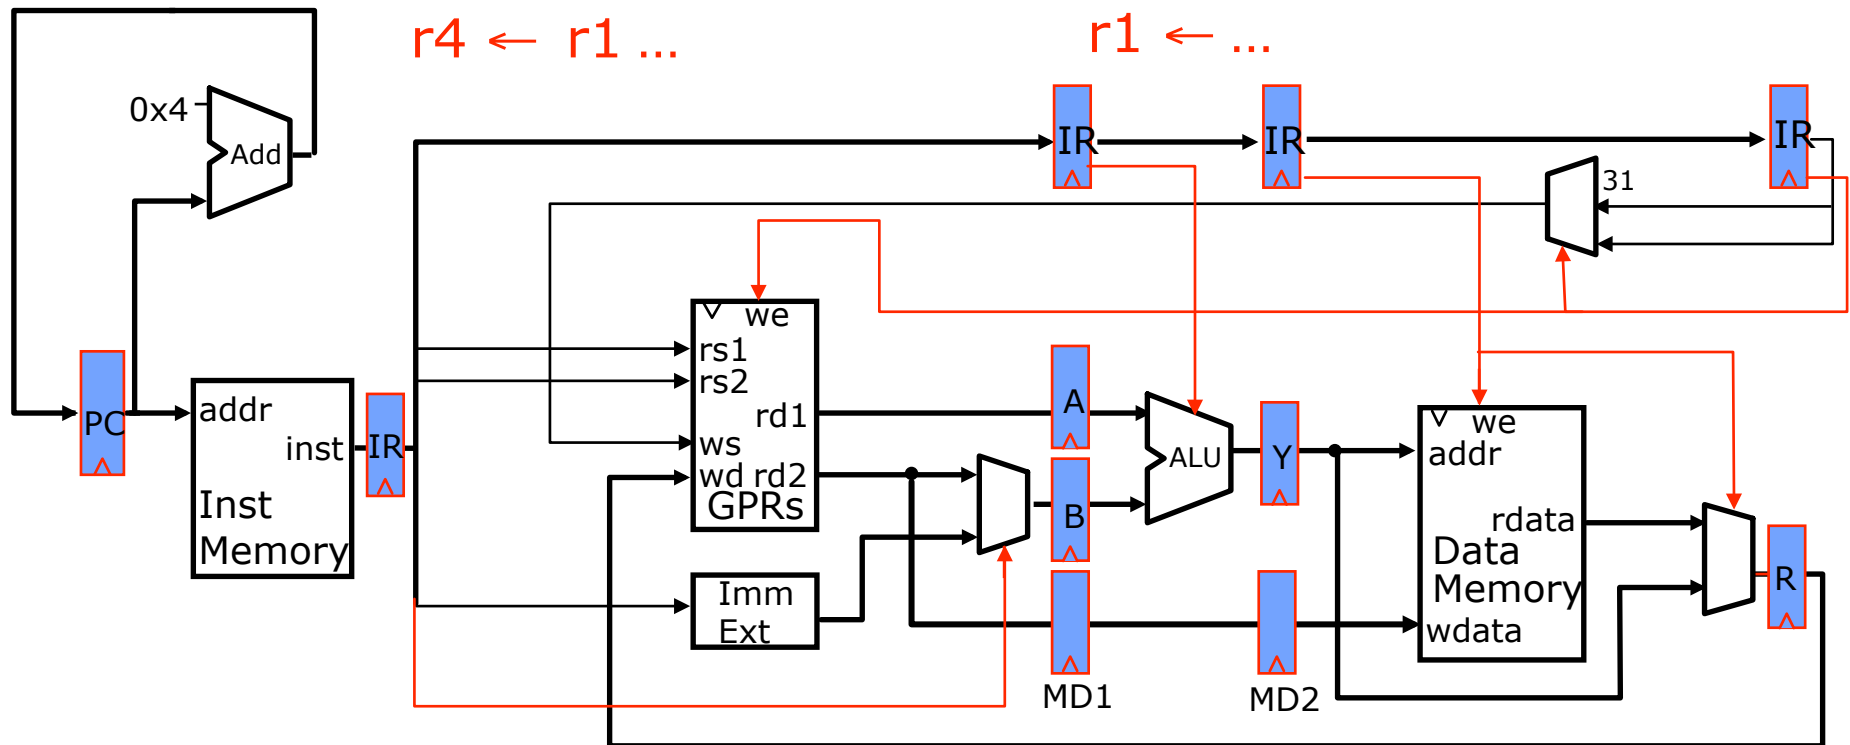 r4 ← r1 ...
r1 ← ...
0x4
Add
IR
IR
IR
31
we
rs1
rs2
rd1
ws
wd rd2
GPRs
PC
addr
inst
Inst
Memory
IR
A
B
ALU
Y
we
addr
rdata
Data
Memory
wdata
R
Imm
Ext
MD1
MD2